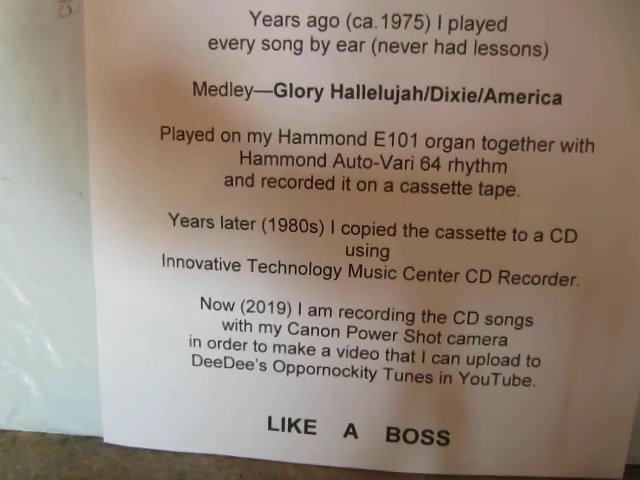 Years ago (ca.1975) I played
every song by ear (never had lessons)
Medley—Glory Hallelujah/Dixie/America
Played on my Hammond E101 organ together with
Hammond Auto-Vari 64 rhythm
and recorded it on a cassette tape.
Years later (1980s) I copied the cassette to a CD
using
Innovative Technology Music Center CD Recorder.
Now (2019) I am recording the CD songs
with my Canon Power Shot camera
in order to make a video that I can upload to
DeeDee's Oppornockity Tunes in YouTube.
LIKE A BOSS